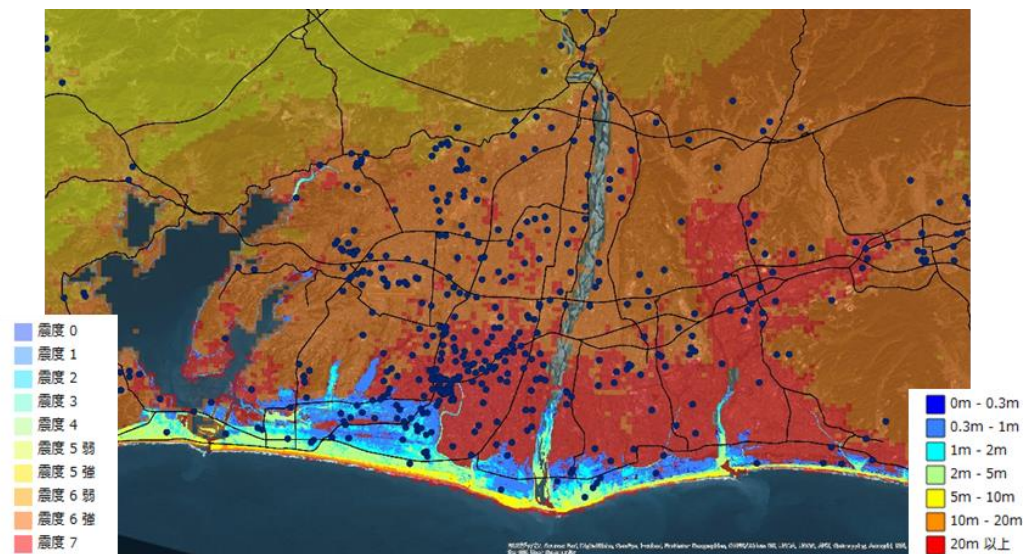 震度 0
震度 1
震度 2
震度 3
震度 4
震度 5 弱
震度 5 強
震度 6 弱
震度 6 強
震度 7
0m - 0.3m
0.3m - 1m
1m - 2m
2m - 5m
5m - 10m
10m - 20m
20m 以上